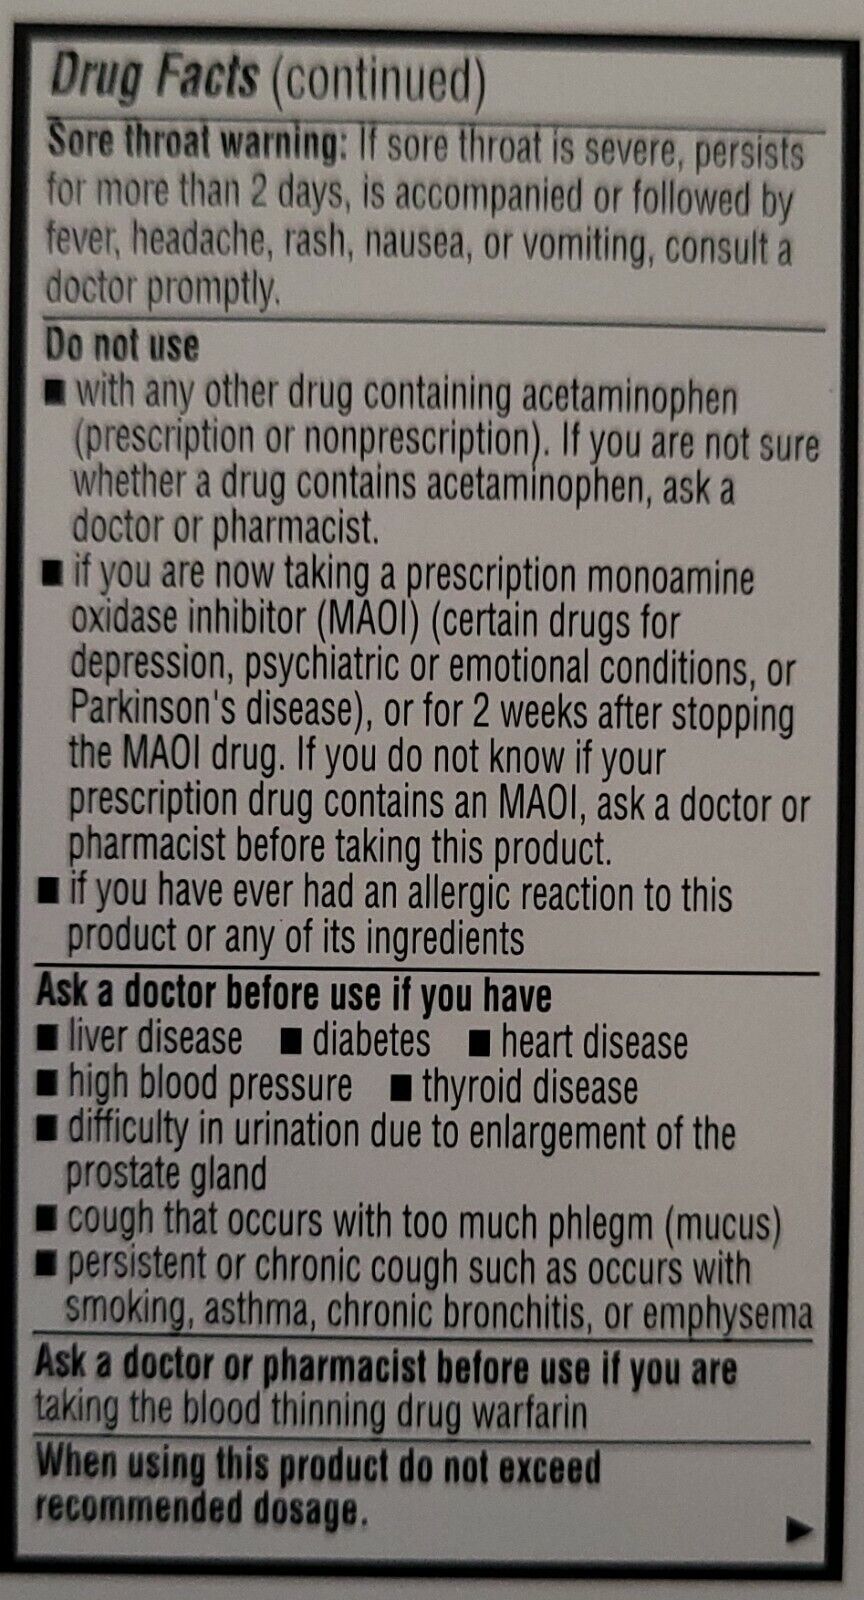 Drug Facts (continued)
Sore throat warning: If sore throat is severe, persists
for more than 2 days, is accompanied or followed by
fever, headache, rash, nausea, or vomiting, consult a
doctor promptly.
Do not use
■ with any other drug containing acetaminophen
(prescription or nonprescription). If you are not sure
whether a drug contains acetaminophen, ask a
doctor or pharmacist.
■ if you are now taking a prescription monoamine
oxidase inhibitor (MAOI) (certain drugs for
depression, psychiatric or emotional conditions, or
Parkinson's disease), or for 2 weeks after stopping
the MAOI drug. If you do not know if your
prescription drug contains an MAOI, ask a doctor or
pharmacist before taking this product.
■ if you have ever had an allergic reaction to this
product or any of its ingredients
Ask a doctor before use if you have
■ liver disease ■ diabetes ■ heart disease
■ high blood pressure ■ thyroid disease
■ difficulty in urination due to enlargement of the
prostate gland
■ cough that occurs with too much phlegm (mucus)
■ persistent or chronic cough such as occurs with
smoking, asthma, chronic bronchitis, or emphysema
Ask a doctor or pharmacist before use if you are
taking the blood thinning drug warfarin
When using this product do not exceed
recommended dosage.